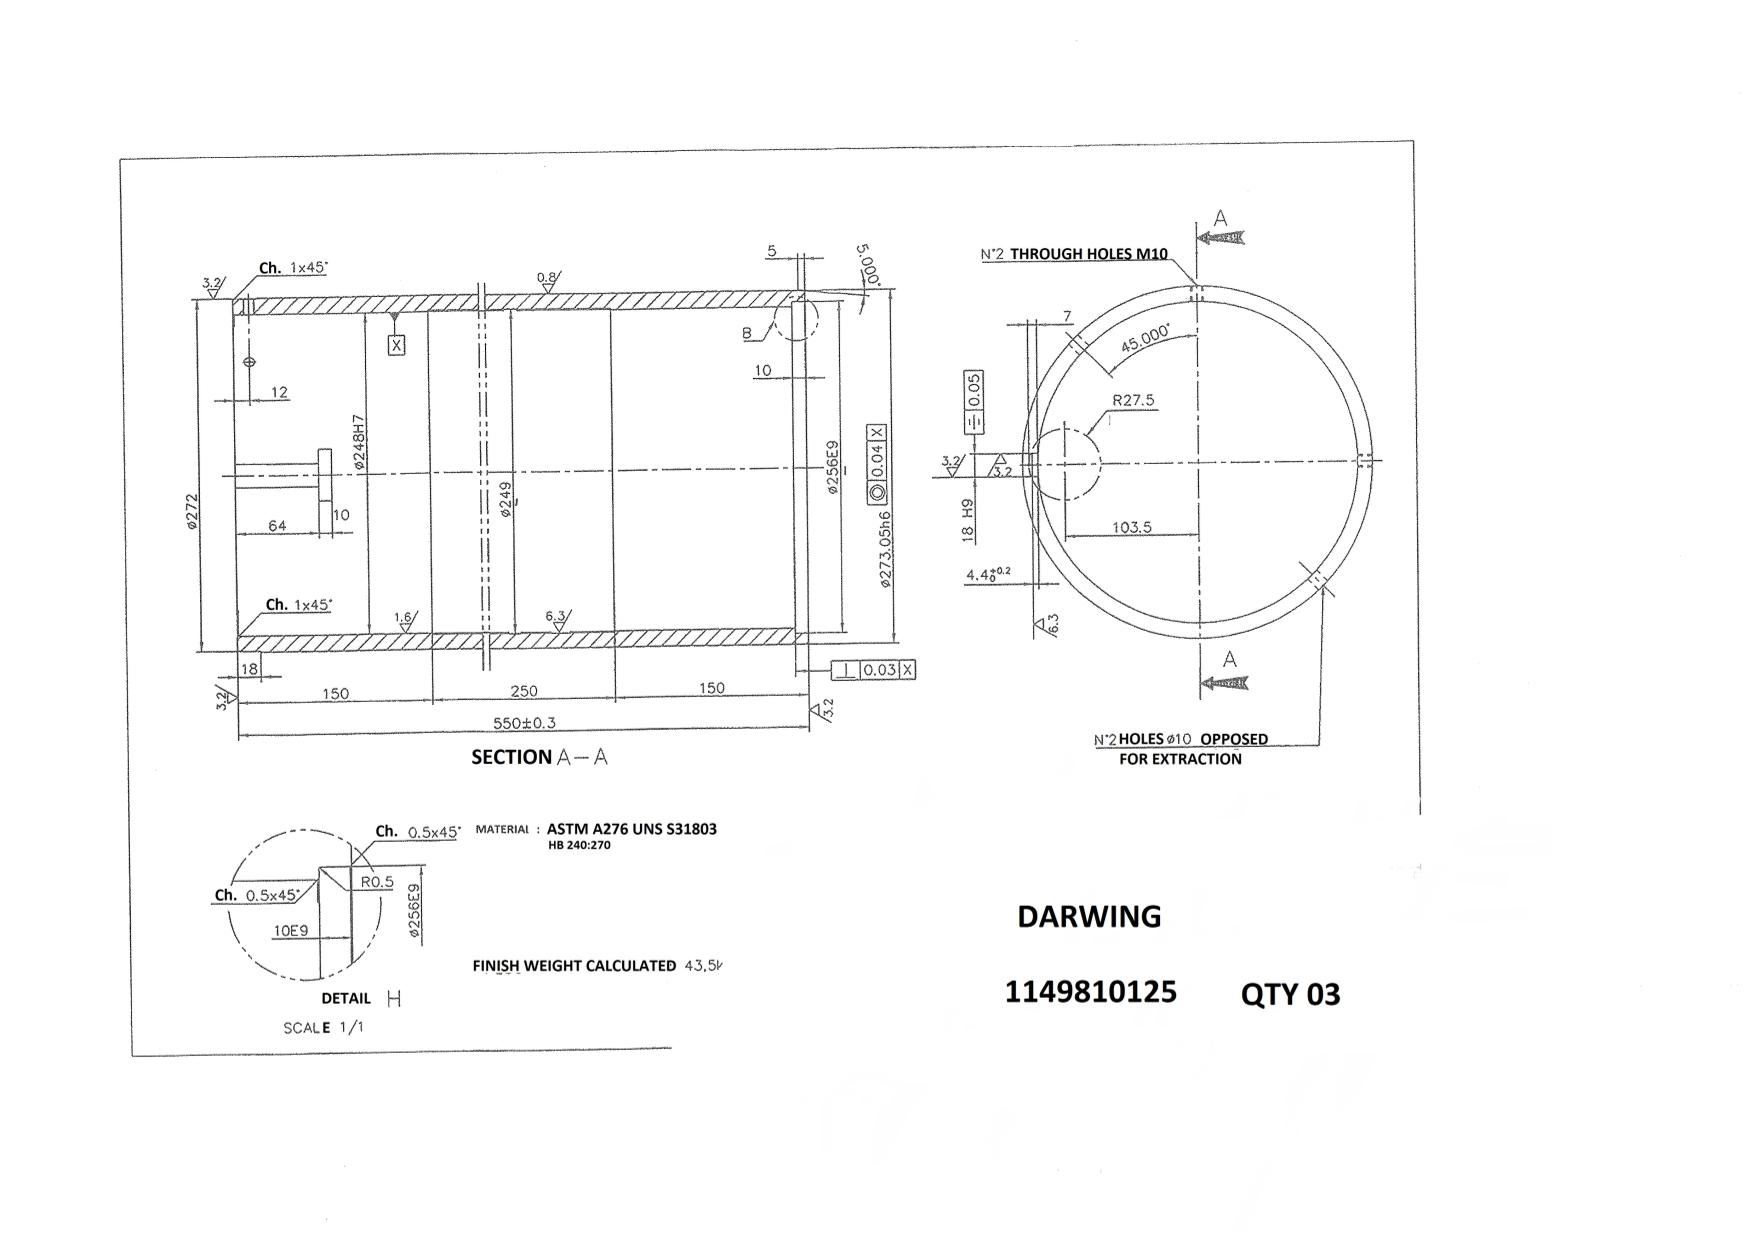 Ch. 1x45°
3.2
0.8
5
5.000°
X
B
12
10
ø248H7
ø249
ø256E9
0.04 X
ø273.05h6
ø272
64
10
Ch. 1x45°
1.6
6.3
18
150
250
150
0.03 X
3.2
3.2
550±0.3
SECTION A-A
A
N°2 THROUGH HOLES M10
7
45.000°
0.05
R27.5
3.2
3.2
18 H9
103.5
4.4 +0.2 0
6.3
A
N°2 HOLES ø10 OPPOSED
FOR EXTRACTION
Ch. 0.5x45°
R0.5
Ch. 0.5x45°
10E9
ø256E9
DETAIL H
SCALE 1/1
MATERIAL : ASTM A276 UNS S31803
HB 240:270
FINISH WEIGHT CALCULATED 43,5
DARWING
1149810125 QTY 03